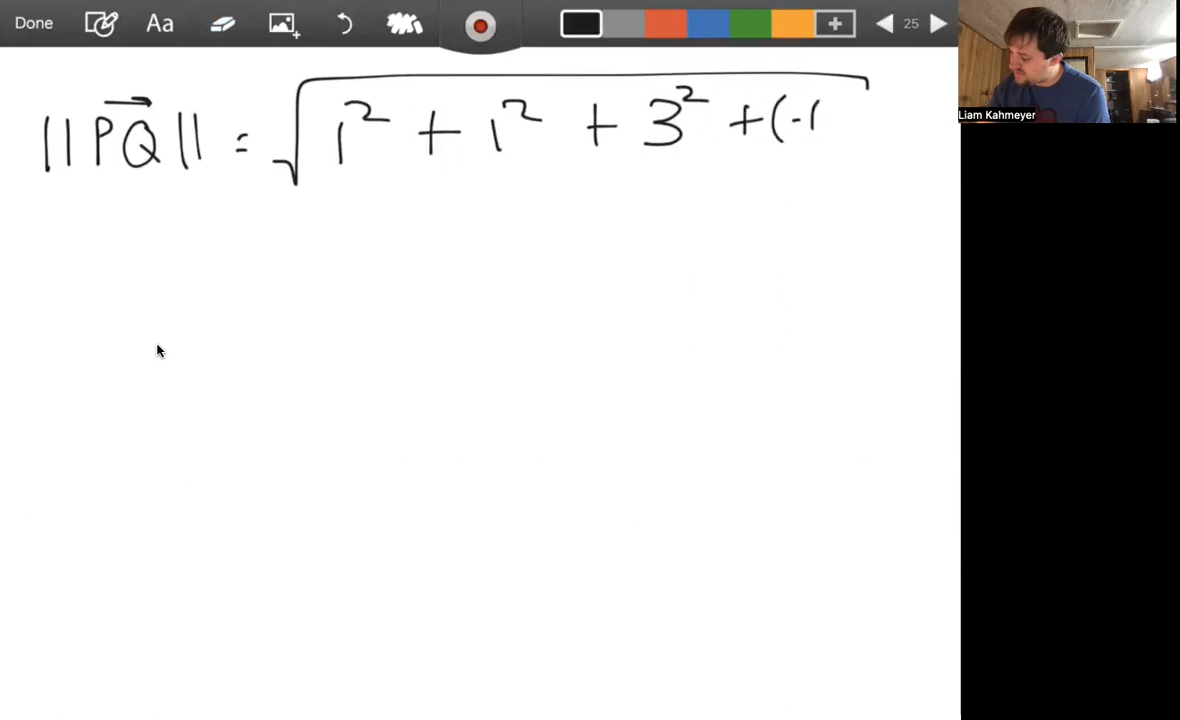 Done Aa 25
Liam Kahmeyer
||PQ⃗|| = √(1² + 1² + 3² + (-1